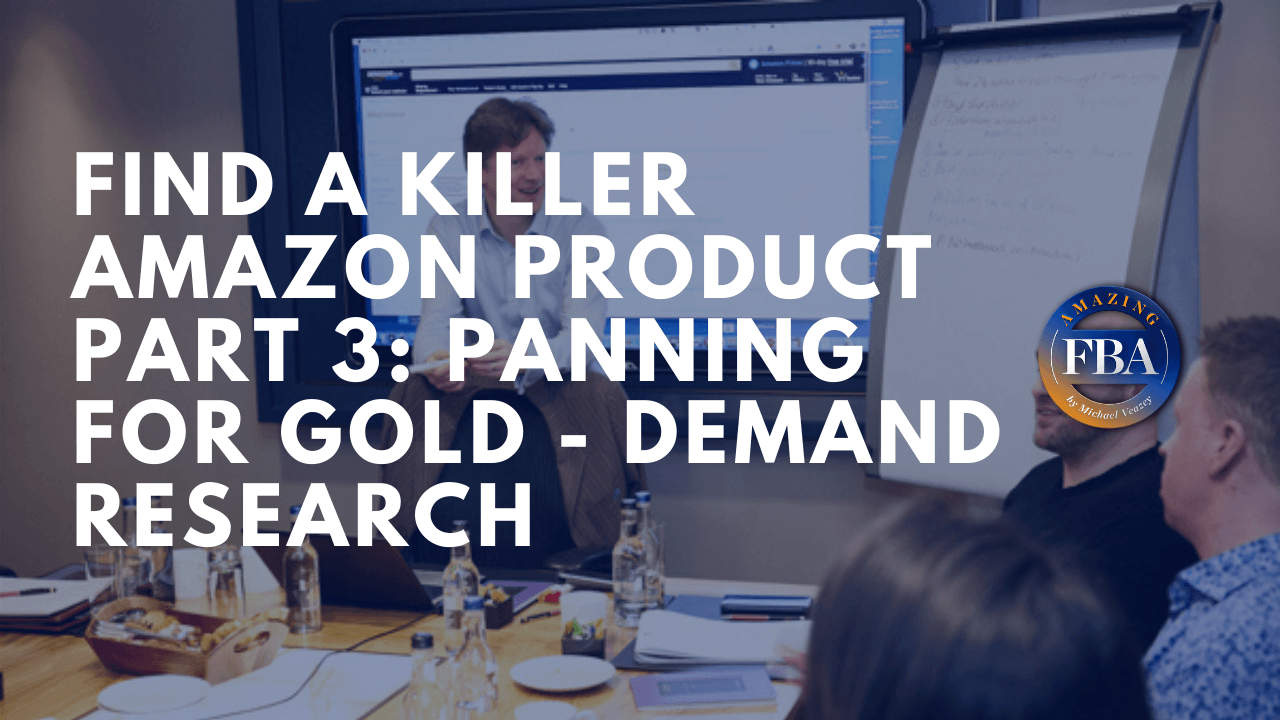 FIND A KILLER
AMAZON PRODUCT
PART 3: PANNING
FOR GOLD - DEMAND
RESEARCH
AMAZING
FBA
by Michael Veazey